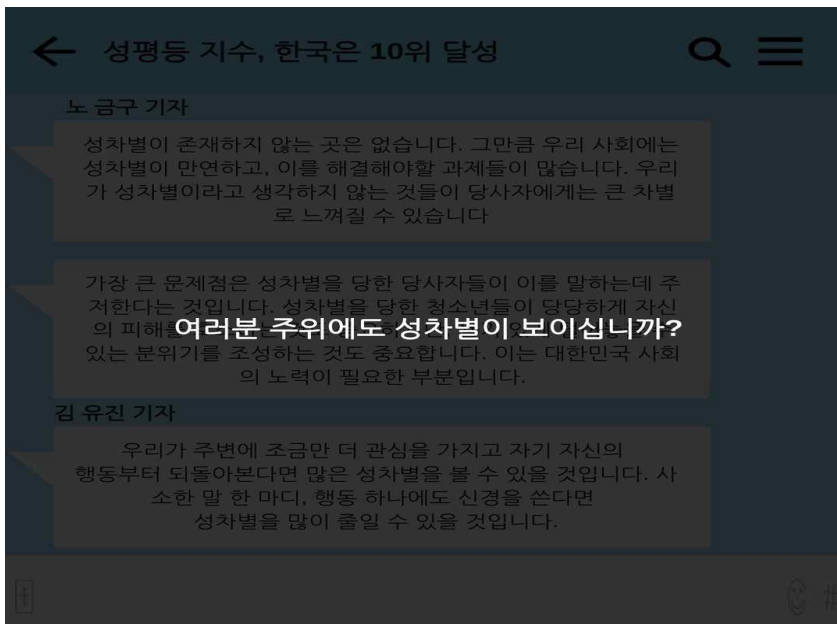 성평등 지수, 한국은 10위 달성
노 금구 기자
성차별이 존재하지 않는 곳은 없습니다. 그만큼 우리 사회에는
성차별이 만연하고, 이를 해결해야할 과제들이 많습니다. 우리
가 성차별이라고 생각하지 않는 것들이 당사자에게는 큰 차별
로 느껴질 수 있습니다
가장 큰 문제점은 성차별을 당한 당사자들이 이를 말하는데 주
저한다는 것입니다. 성차별을 당한 청소년들이 당당하게 자신
의 피해를
여러분 주위에도 성차별이 보이십니까?
있는 분위기를 조성하는 것도 중요합니다. 이는 대한민국 사회
의 노력이 필요한 부분입니다.
김 유진 기자
우리가 주변에 조금만 더 관심을 가지고 자기 자신의
행동부터 되돌아본다면 많은 성차별을 볼 수 있을 것입니다. 사
소한 말 한 마디, 행동 하나에도 신경을 쓴다면
성차별을 많이 줄일 수 있을 것입니다.